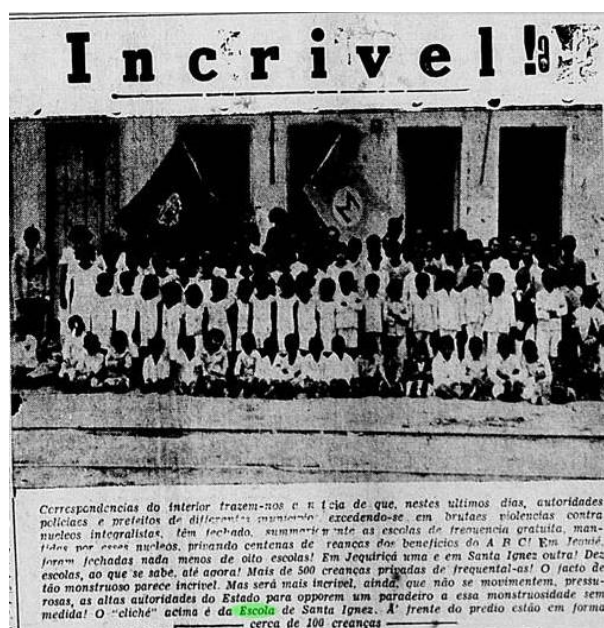 Incrivel!
Σ
Correspondencias do interior trazem-nos a de que, nestes ultimos dias, autoridades
policiaes e prefeitos de differentes excedendo-se em brutaes violencias contra
nucleos integralistas, têm fechado, summariamente as escolas de frequencia gratuita, man-
tidas por esses nucleos, privando centenas de creanças dos beneficios do A B C! Em Jequié,
foram fechadas nada menos de oito escolas! Em Jequiriçá uma e em Santa Ignez outra! Dez
escolas, ao que se sabe, até agora! Mais de 500 creanças privadas de frequental-as! O facto de
tão monstruoso parece incrivel. Mas será mais incrivel, ainda, que não se movimentem, pressu-
rosas, as altas autoridades do Estado para opporem um paradeiro a essa monstruosidade sem
medida! O "cliché" acima é da Escola de Santa Ignez. Á' frente do predio estão em forma
cerca de 100 creanças